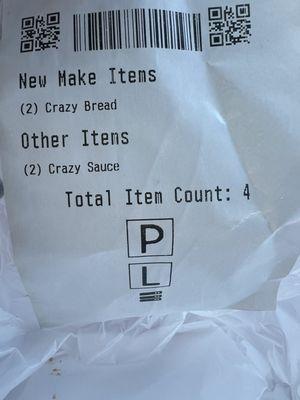 New Make Items
(2) Crazy Bread
Other Items
(2) Crazy Sauce
Total Item Count: 4
P
L